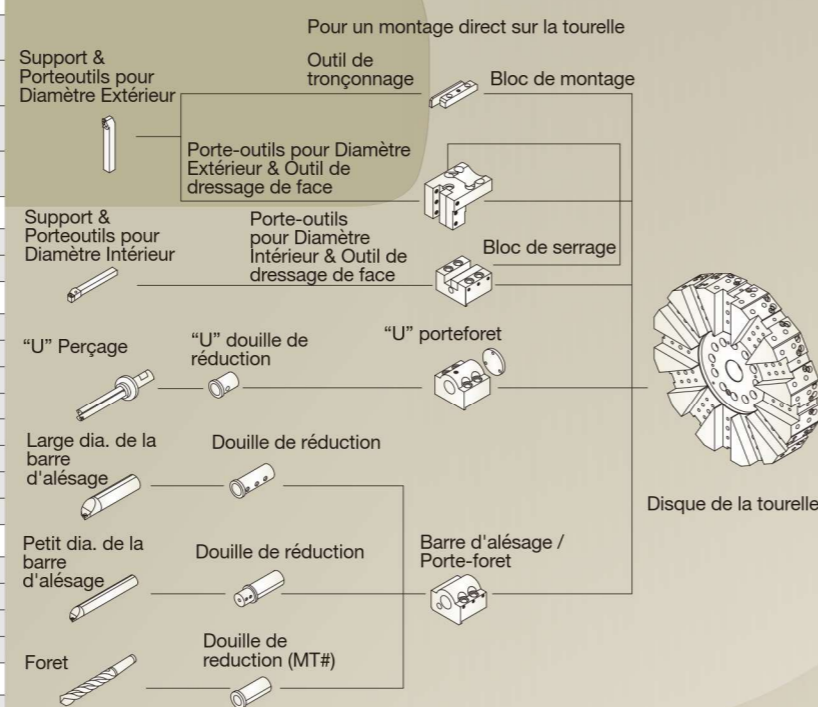 Pour un montage direct sur la tourelle
Support &
Porteoutils pour
Diamètre Extérieur
Outil de
tronçonnage
Bloc de montage
Porte-outils pour Diamètre
Extérieur & Outil de
dressage de face
Support &
Porteoutils pour
Diamètre Intérieur
Porte-outils
pour Diamètre
Intérieur & Outil de
dressage de face
Bloc de serrage
“U” Perçage
“U” douille de
réduction
“U” porteforet
Large dia. de la
barre
d'alésage
Douille de réduction
Disque de la tourelle
Petit dia. de la
barre
d'alésage
Douille de réduction
Barre d'alésage /
Porte-foret
Foret
Douille de
reduction (MT#)